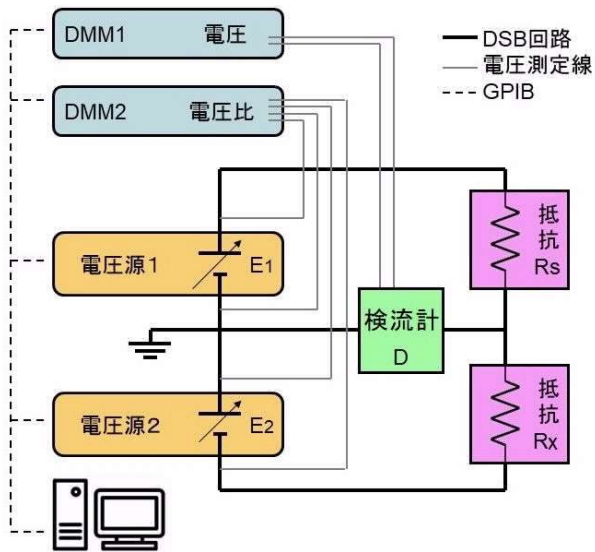 DMM1 電圧
DMM2 電圧比
DSB回路
電圧測定線
GPIB
電圧源1 E1
電圧源2 E2
検流計
D
抵
抗
Rs
抵
抗
Rx